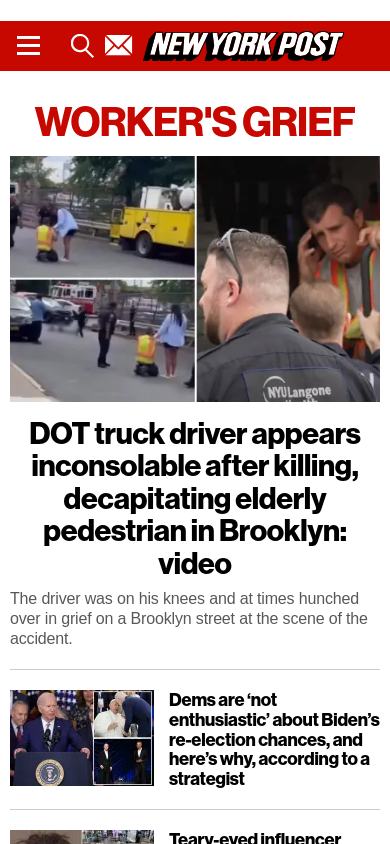 NEW YORK POST
WORKER'S GRIEF
NYU Langone
DOT truck driver appears
inconsolable after killing,
decapitating elderly
pedestrian in Brooklyn:
video
The driver was on his knees and at times hunched
over in grief on a Brooklyn street at the scene of the
accident.
Dems are ‘not
enthusiastic’ about Biden’s
re-election chances, and
here’s why, according to a
strategist
Teary-eyed influencer